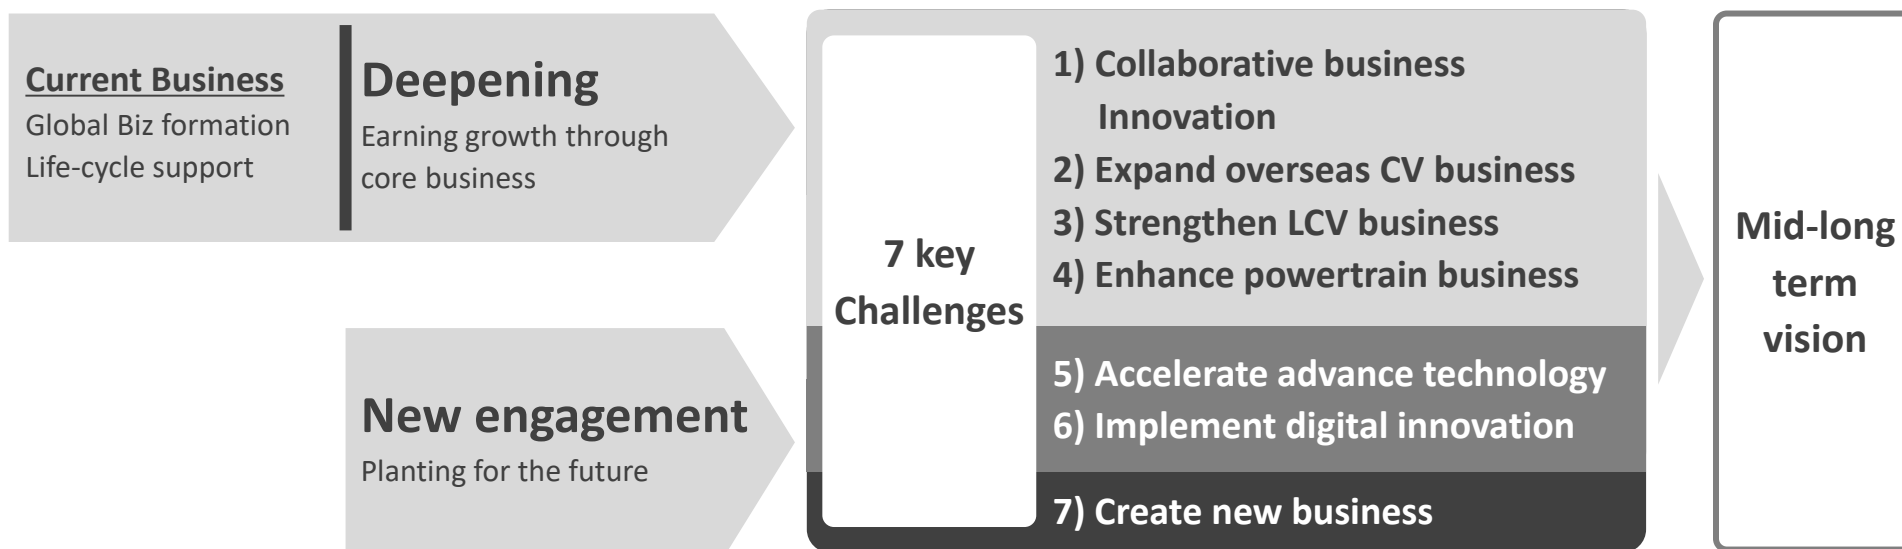 Current Business
Global Biz formation
Life-cycle support
Deepening
Earning growth through
core business
New engagement
Planting for the future
7 key
Challenges
1) Collaborative business
Innovation
2) Expand overseas CV business
3) Strengthen LCV business
4) Enhance powertrain business
5) Accelerate advance technology
6) Implement digital innovation
7) Create new business
Mid-long
term
vision